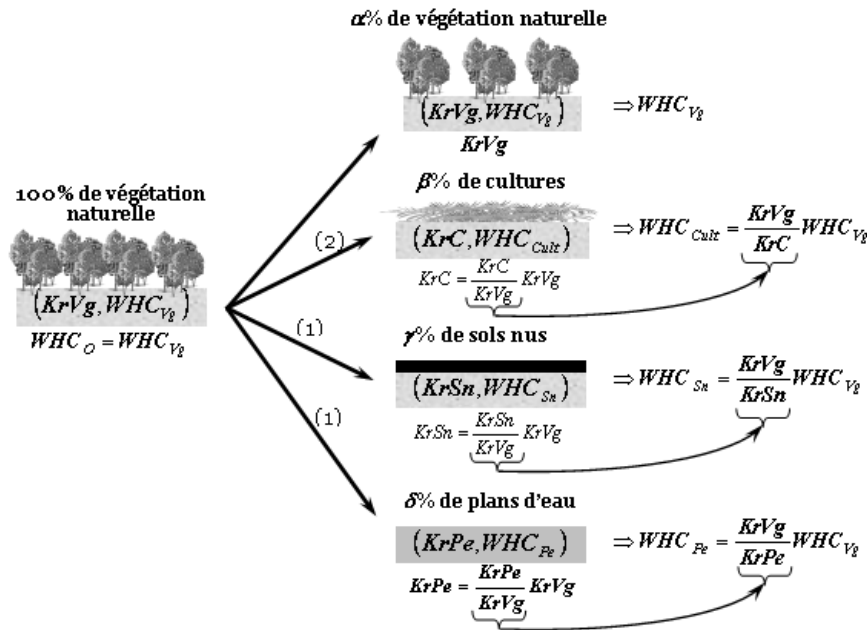 α% de végétation naturelle
(KrVg, WHC_Vg)
⇒ WHC_Vg
KrVg
100% de végétation
naturelle
(KrVg, WHC_Vg)
WHC_O = WHC_Vg
(2)
β% de cultures
(KrC, WHC_Cult)
⇒ WHC_Cult = KrVg/KrC WHC_Vg
KrC = KrC/KrVg KrVg
(1)
γ% de sols nus
(KrSn, WHC_Sn)
⇒ WHC_Sn = KrVg/KrSn WHC_Vg
KrSn = KrSn/KrVg KrVg
(1)
δ% de plans d'eau
(KrPe, WHC_Pe)
⇒ WHC_Pe = KrVg/KrPe WHC_Vg
KrPe = KrPe/KrVg KrVg